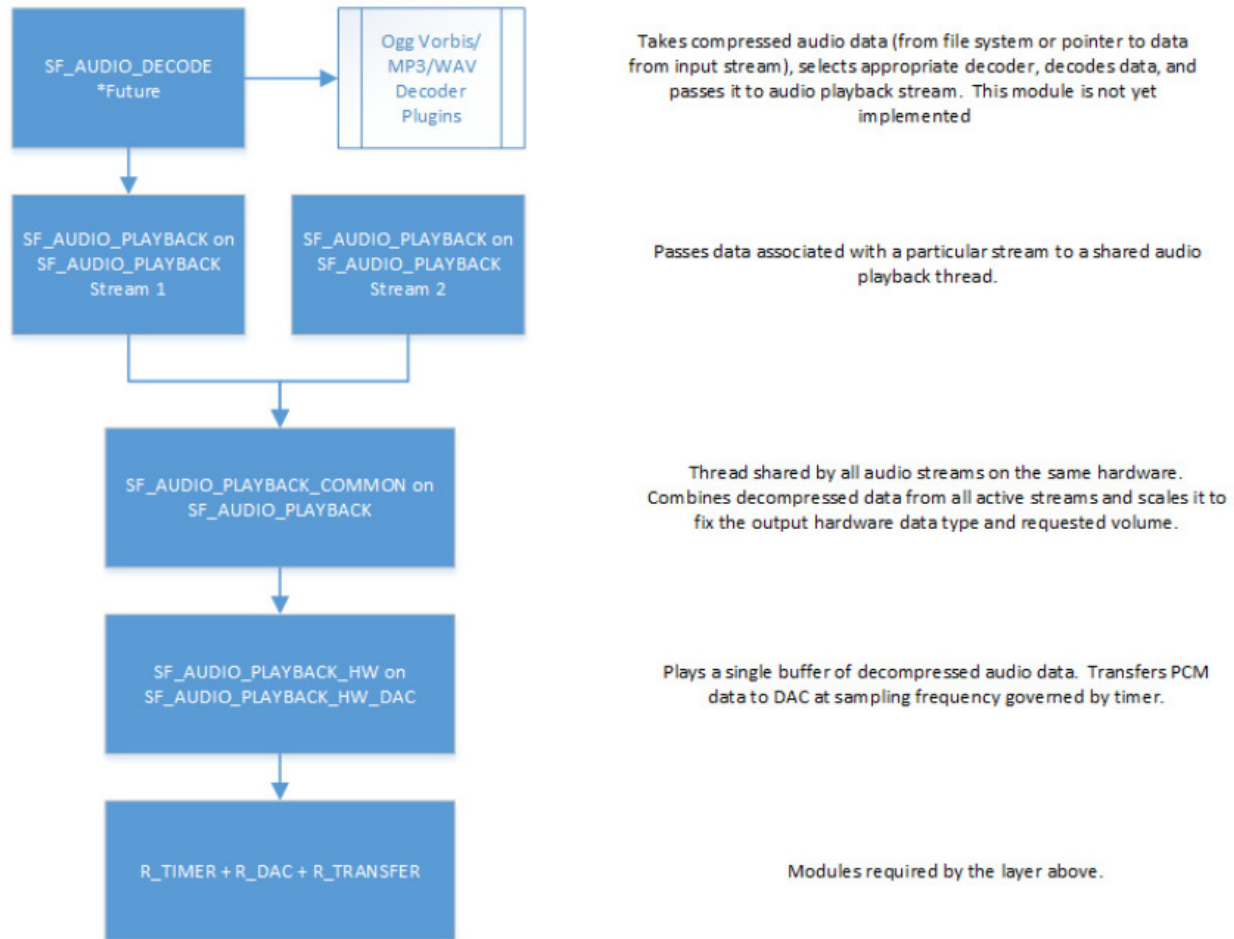 SF_AUDIO_DECODE
*Future
Ogg Vorbis/
MP3/WAV
Decoder
Plugins
Takes compressed audio data (from file system or pointer to data
from input stream), selects appropriate decoder, decodes data, and
passes it to audio playback stream. This module is not yet
implemented
SF_AUDIO_PLAYBACK on
SF_AUDIO_PLAYBACK
Stream 1
SF_AUDIO_PLAYBACK on
SF_AUDIO_PLAYBACK
Stream 2
Passes data associated with a particular stream to a shared audio
playback thread.
SF_AUDIO_PLAYBACK_COMMON on
SF_AUDIO_PLAYBACK
Thread shared by all audio streams on the same hardware.
Combines decompressed data from all active streams and scales it to
fix the output hardware data type and requested volume.
SF_AUDIO_PLAYBACK_HW on
SF_AUDIO_PLAYBACK_HW_DAC
Plays a single buffer of decompressed audio data. Transfers PCM
data to DAC at sampling frequency governed by timer.
R_TIMER + R_DAC + R_TRANSFER
Modules required by the layer above.